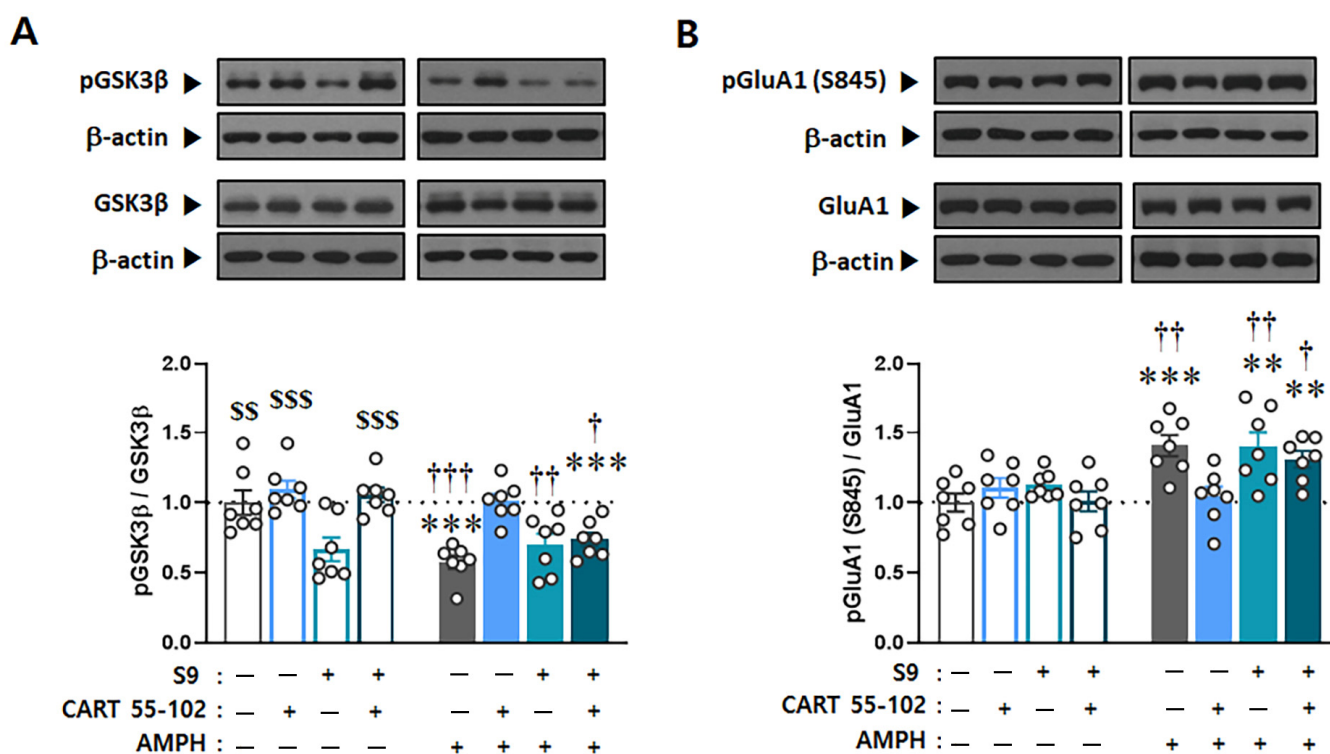 A
pGSK3β ▶
β-actin ▶
GSK3β ▶
β-actin ▶
pGSK3β / GSK3β
2.0
1.5
1.0
0.5
0.0
$$ $$$ $$$
††† †† †
*** ***
S9 : — — + + — — + +
CART 55-102 : — + — + — + — +
AMPH : — — — — + + + +
B
pGluA1 (S845) ▶
β-actin ▶
GluA1 ▶
β-actin ▶
pGluA1 (S845) / GluA1
2.0
1.5
1.0
0.5
0.0
†† †† †
*** ** **
S9 : — — + + — — + +
CART 55-102 : — + — + — + — +
AMPH : — — — — + + + +